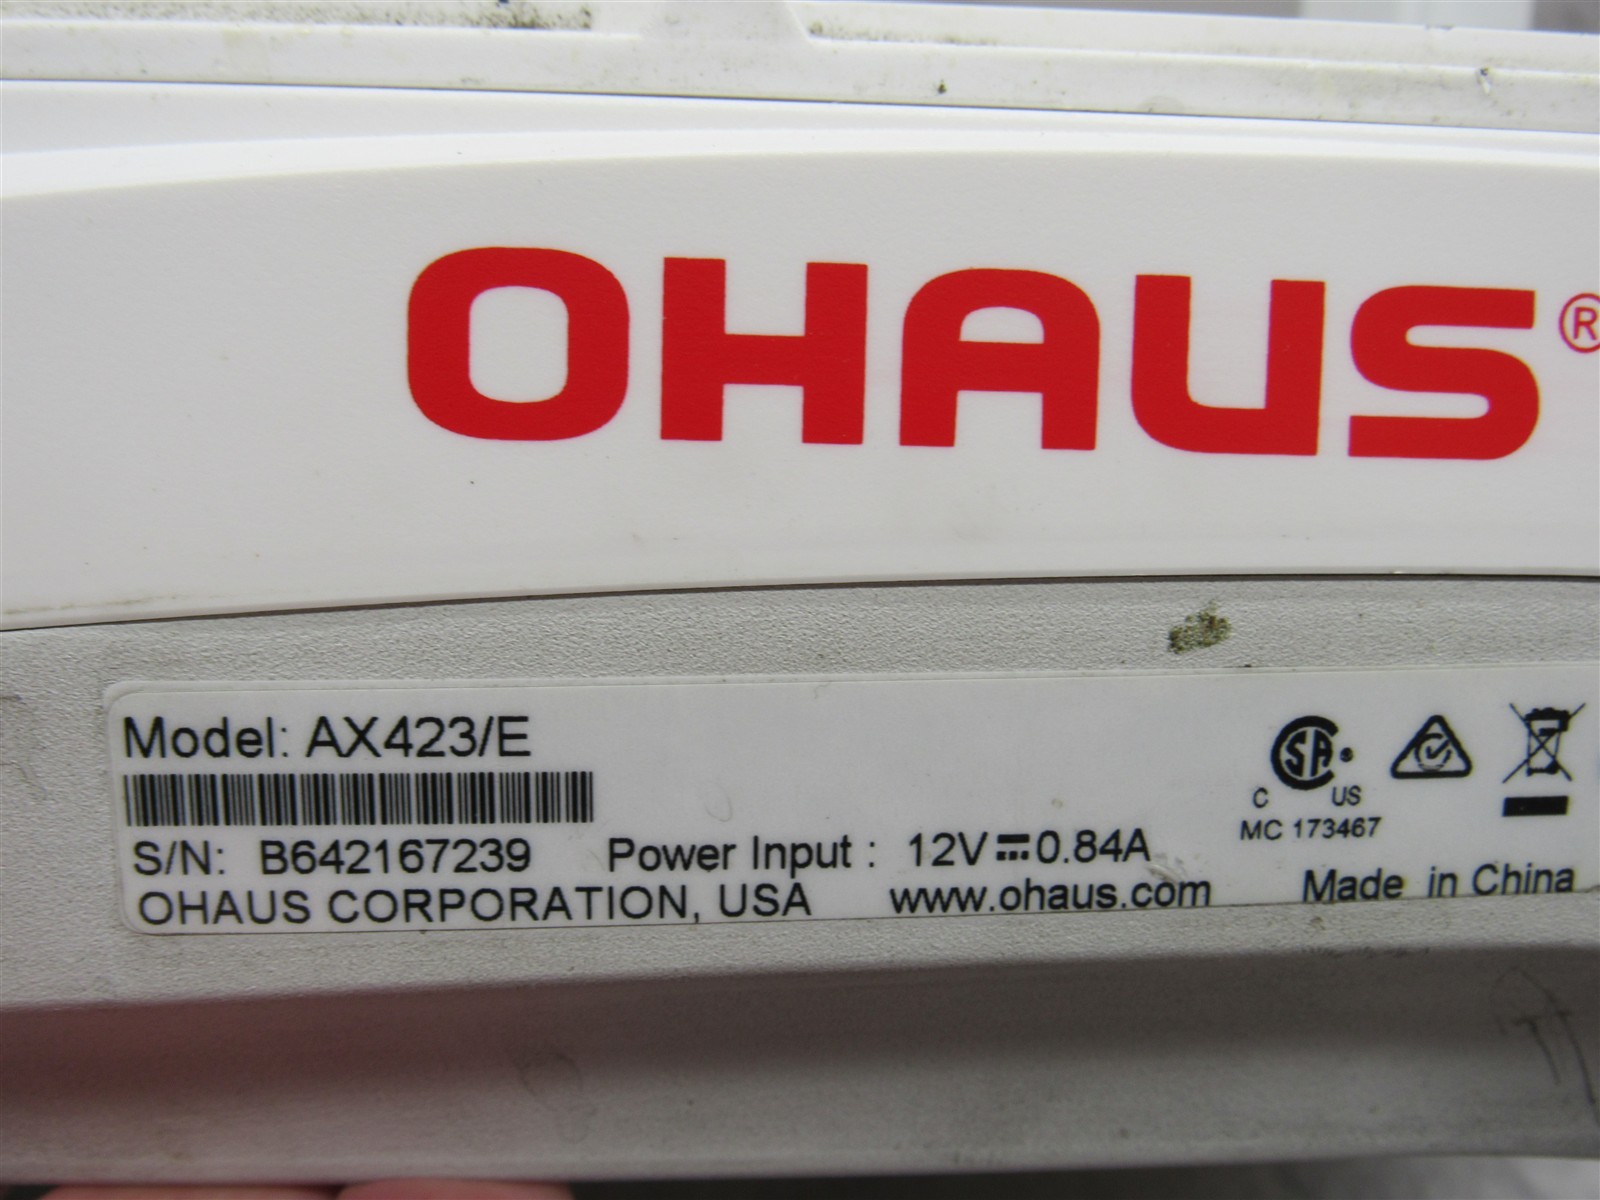 OHAUS®
Model: AX423/E
S/N: B642167239 Power Input : 12V⎓0.84A
OHAUS CORPORATION, USA www.ohaus.com Made in China
SA®
C US
MC 173467